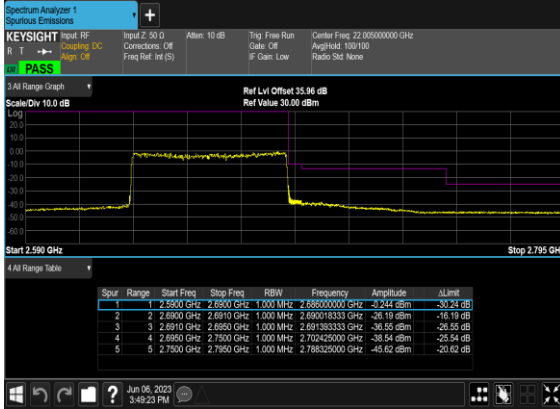 Spectrum Analyzer 1
Spurious Emissions
+
KEYSIGHT Input: RF Input Z: 50 Ω Atten: 10 dB Trig: Free Run Center Freq: 22.005000000 GHz
R T Coupling: DC Corrections: Off Gate: Off Avg|Hold: 100/100
Align: Off Freq Ref: Int (S) IF Gain: Low Radio Std: None
PASS
3 All Range Graph
Ref Lvl Offset 35.96 dB
Scale/Div 10.0 dB Ref Value 30.00 dBm
Log
20.0
10.0
0.00
-10.0
-20.0
-30.0
-40.0
-50.0
-60.0
Start 2.590 GHz Stop 2.795 GH
4 All Range Table
Spur Range Start Freq Stop Freq RBW Frequency Amplitude ΔLimit
1 1 2.5900 GHz 2.6900 GHz 1.000 MHz 2.686000000 GHz -0.244 dBm -30.24 dB
2 2 2.6900 GHz 2.6910 GHz 1.000 MHz 2.690018333 GHz -26.19 dBm -16.19 dB
3 3 2.6910 GHz 2.6950 GHz 1.000 MHz 2.691393333 GHz -36.55 dBm -26.55 dB
4 4 2.6950 GHz 2.7500 GHz 1.000 MHz 2.702425000 GHz -38.54 dBm -25.54 dB
5 5 2.7500 GHz 2.7950 GHz 1.000 MHz 2.788325000 GHz -45.62 dBm -20.62 dB
? Jun 06, 2023
3:49:23 PM